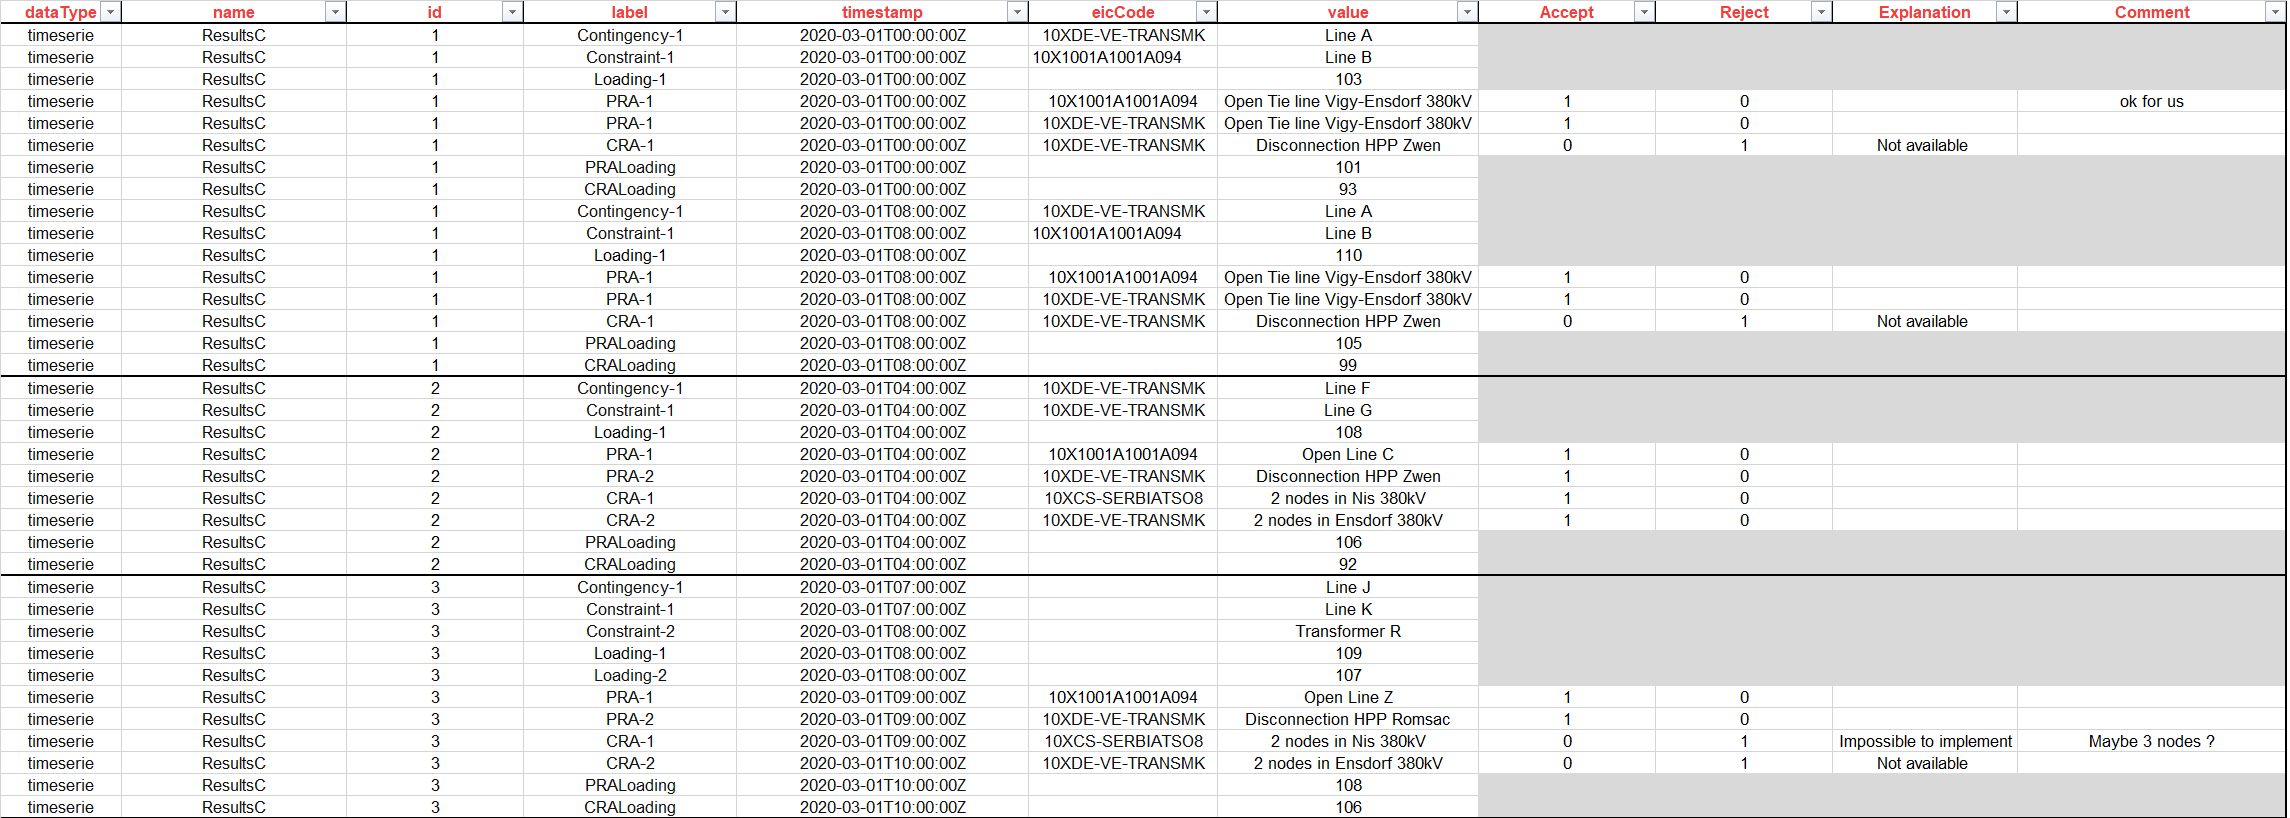 dataType name id label timestamp eicCode value Accept Reject Explanation Comment
timeserie ResultsC 1 Contingency-1 2020-03-01T00:00:00Z 10XDE-VE-TRANSMK Line A
timeserie ResultsC 1 Constraint-1 2020-03-01T00:00:00Z 10X1001A1001A094 Line B
timeserie ResultsC 1 Loading-1 2020-03-01T00:00:00Z 103
timeserie ResultsC 1 PRA-1 2020-03-01T00:00:00Z 10X1001A1001A094 Open Tie line Vigy-Ensdorf 380kV 1 0 ok for us
timeserie ResultsC 1 PRA-1 2020-03-01T00:00:00Z 10XDE-VE-TRANSMK Open Tie line Vigy-Ensdorf 380kV 1 0
timeserie ResultsC 1 CRA-1 2020-03-01T00:00:00Z 10XDE-VE-TRANSMK Disconnection HPP Zwen 0 1 Not available
timeserie ResultsC 1 PRALoading 2020-03-01T00:00:00Z 101
timeserie ResultsC 1 CRALoading 2020-03-01T00:00:00Z 93
timeserie ResultsC 1 Contingency-1 2020-03-01T08:00:00Z 10XDE-VE-TRANSMK Line A
timeserie ResultsC 1 Constraint-1 2020-03-01T08:00:00Z 10X1001A1001A094 Line B
timeserie ResultsC 1 Loading-1 2020-03-01T08:00:00Z 110
timeserie ResultsC 1 PRA-1 2020-03-01T08:00:00Z 10X1001A1001A094 Open Tie line Vigy-Ensdorf 380kV 1 0
timeserie ResultsC 1 PRA-1 2020-03-01T08:00:00Z 10XDE-VE-TRANSMK Open Tie line Vigy-Ensdorf 380kV 1 0
timeserie ResultsC 1 CRA-1 2020-03-01T08:00:00Z 10XDE-VE-TRANSMK Disconnection HPP Zwen 0 1 Not available
timeserie ResultsC 1 PRALoading 2020-03-01T08:00:00Z 105
timeserie ResultsC 1 CRALoading 2020-03-01T08:00:00Z 99
timeserie ResultsC 2 Contingency-1 2020-03-01T04:00:00Z 10XDE-VE-TRANSMK Line F
timeserie ResultsC 2 Constraint-1 2020-03-01T04:00:00Z 10XDE-VE-TRANSMK Line G
timeserie ResultsC 2 Loading-1 2020-03-01T04:00:00Z 108
timeserie ResultsC 2 PRA-1 2020-03-01T04:00:00Z 10X1001A1001A094 Open Line C 1 0
timeserie ResultsC 2 PRA-2 2020-03-01T04:00:00Z 10XDE-VE-TRANSMK Disconnection HPP Zwen 1 0
timeserie ResultsC 2 CRA-1 2020-03-01T04:00:00Z 10XCS-SERBIATSO8 2 nodes in Nis 380kV 1 0
timeserie ResultsC 2 CRA-2 2020-03-01T04:00:00Z 10XDE-VE-TRANSMK 2 nodes in Ensdorf 380kV 1 0
timeserie ResultsC 2 PRALoading 2020-03-01T04:00:00Z 106
timeserie ResultsC 2 CRALoading 2020-03-01T04:00:00Z 92
timeserie ResultsC 3 Contingency-1 2020-03-01T07:00:00Z Line J
timeserie ResultsC 3 Constraint-1 2020-03-01T07:00:00Z Line K
timeserie ResultsC 3 Constraint-2 2020-03-01T08:00:00Z Transformer R
timeserie ResultsC 3 Loading-1 2020-03-01T08:00:00Z 109
timeserie ResultsC 3 Loading-2 2020-03-01T08:00:00Z 107
timeserie ResultsC 3 PRA-1 2020-03-01T09:00:00Z 10X1001A1001A094 Open Line Z 1 0
timeserie ResultsC 3 PRA-2 2020-03-01T09:00:00Z 10XDE-VE-TRANSMK Disconnection HPP Romsac 1 0
timeserie ResultsC 3 CRA-1 2020-03-01T09:00:00Z 10XCS-SERBIATSO8 2 nodes in Nis 380kV 0 1 Impossible to implement Maybe 3 nodes ?
timeserie ResultsC 3 CRA-2 2020-03-01T10:00:00Z 10XDE-VE-TRANSMK 2 nodes in Ensdorf 380kV 0 1 Not available
timeserie ResultsC 3 PRALoading 2020-03-01T10:00:00Z 108
timeserie ResultsC 3 CRALoading 2020-03-01T10:00:00Z 106